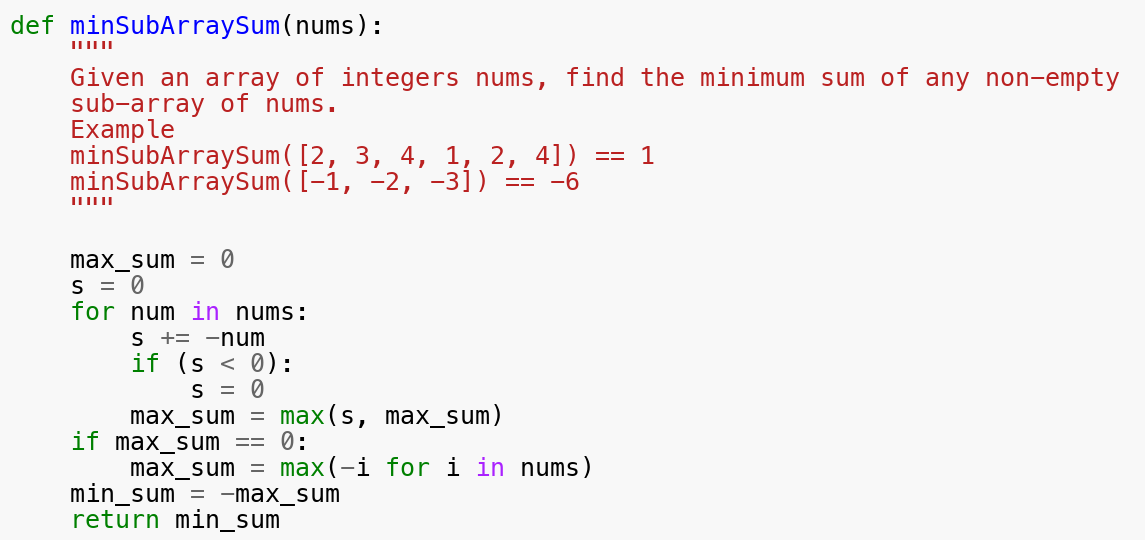 def minSubArraySum(nums):
    """
    Given an array of integers nums, find the minimum sum of any non-empty
    sub-array of nums.
    Example
    minSubArraySum([2, 3, 4, 1, 2, 4]) == 1
    minSubArraySum([-1, -2, -3]) == -6
    """

    max_sum = 0
    s = 0
    for num in nums:
        s += -num
        if (s < 0):
            s = 0
        max_sum = max(s, max_sum)
    if max_sum == 0:
        max_sum = max(-i for i in nums)
    min_sum = -max_sum
    return min_sum